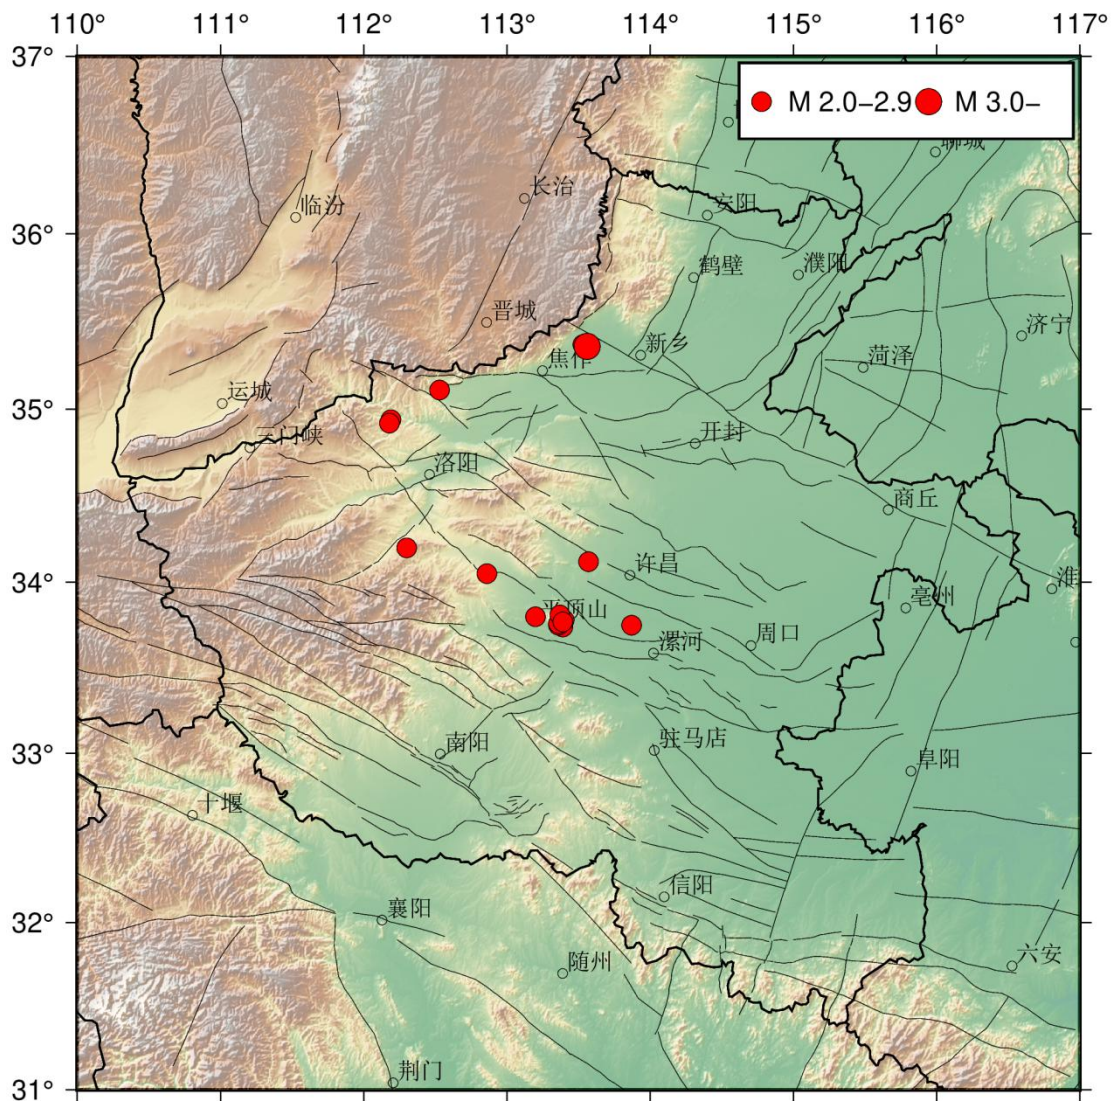 110° 111° 112° 113° 114° 115° 116° 117°
37°
M 2.0−2.9 M 3.0−
聊城
长治
临汾
安阳
36°
鹤壁
濮阳
晋城
济宁
新乡
焦作
菏泽
运城
35°
三门峡
开封
洛阳
商丘
许昌
34°
淮
亳州
平顶山
周口
漯河
南阳
驻马店
33°
阜阳
十堰
信阳
襄阳
32°
随州
六安
荆门
31°